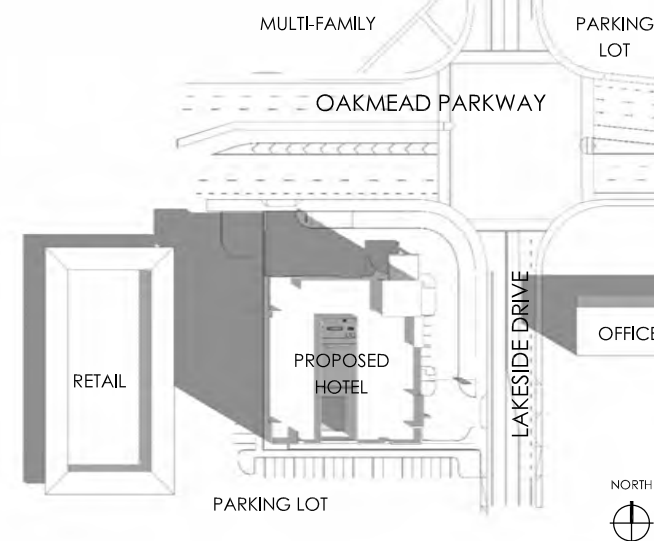 MULTI-FAMILY
PARKING
LOT
OAKMEAD PARKWAY
LAKESIDE DRIVE
OFFICE
PROPOSED
HOTEL
RETAIL
PARKING LOT
NORTH